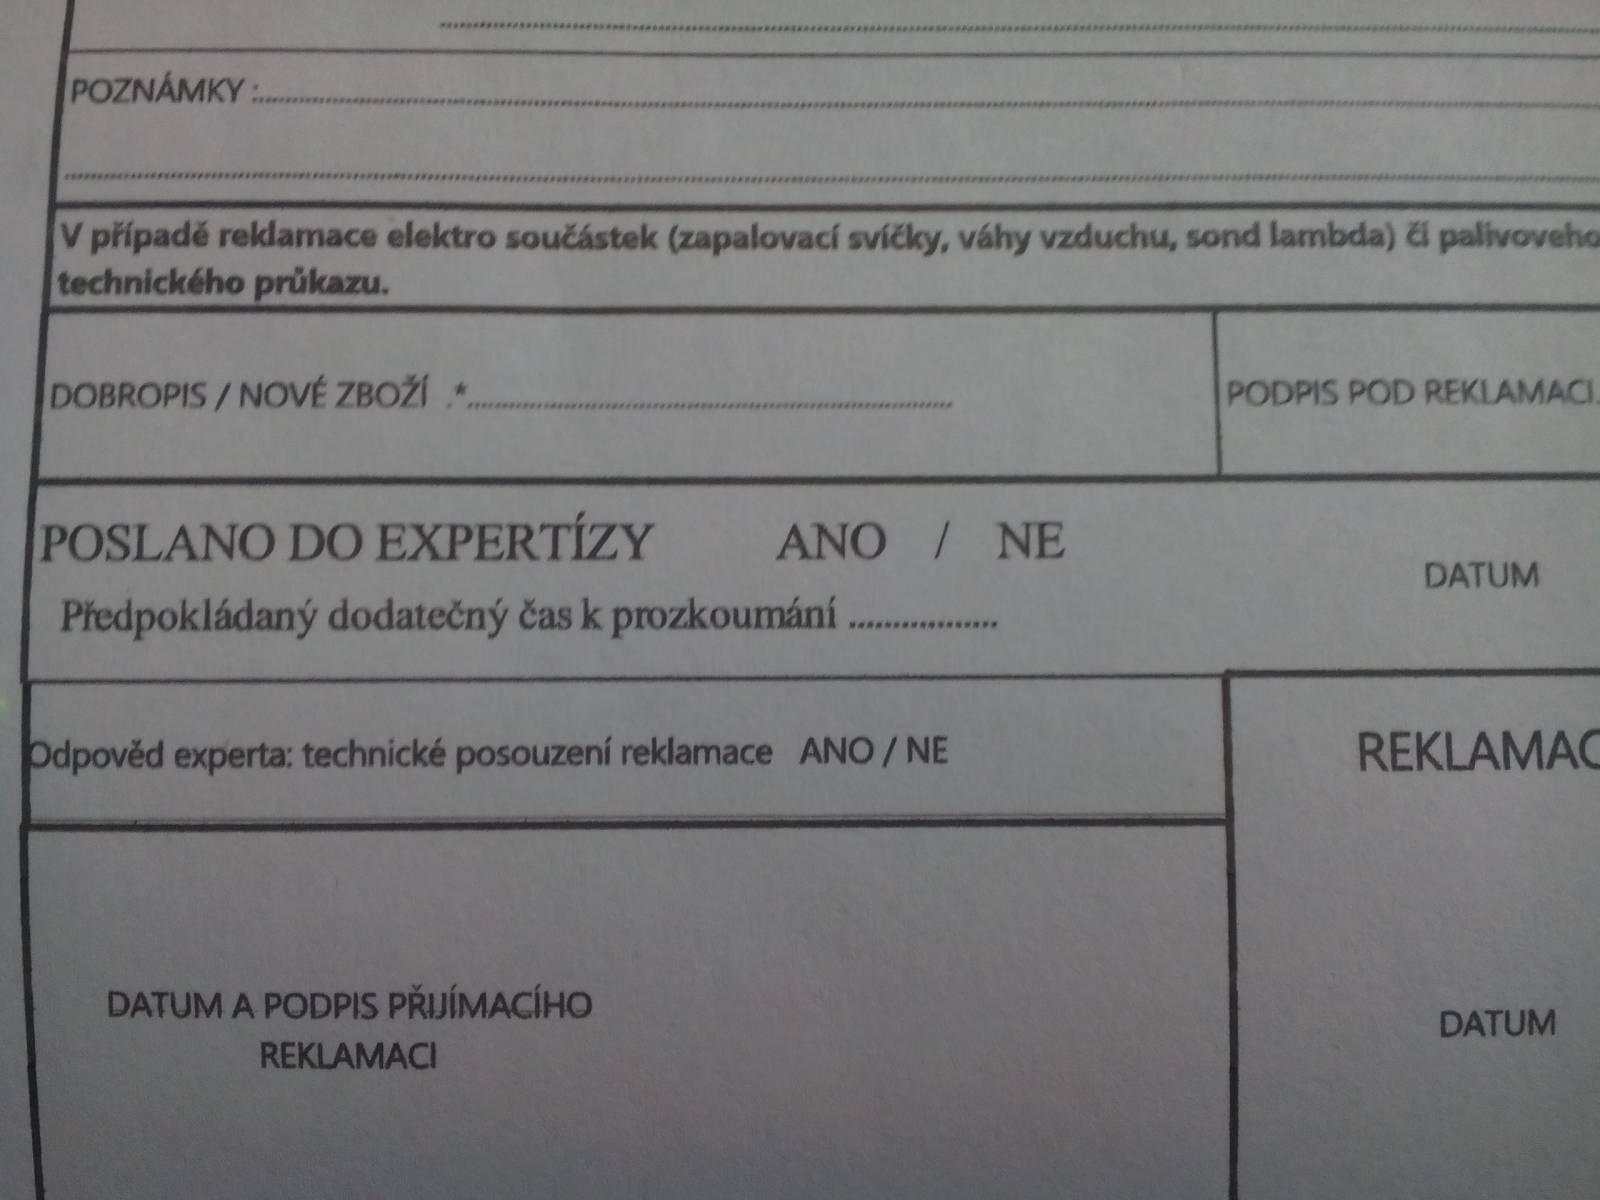 POZNÁMKY :................................
................................
V případě reklamace elektro součástek (zapalovací svíčky, váhy vzduchu, sond lambda) či palivoveho
technického průkazu.
DOBROPIS / NOVÉ ZBOŽÍ .*................................
PODPIS POD REKLAMACI.
POSLANO DO EXPERTÍZY ANO / NE
DATUM
Předpokládaný dodatečný čas k prozkoumání .................
Odpověd experta: technické posouzení reklamace ANO / NE
REKLAMAC
DATUM A PODPIS PŘIJÍMACÍHO
REKLAMACI
DATUM